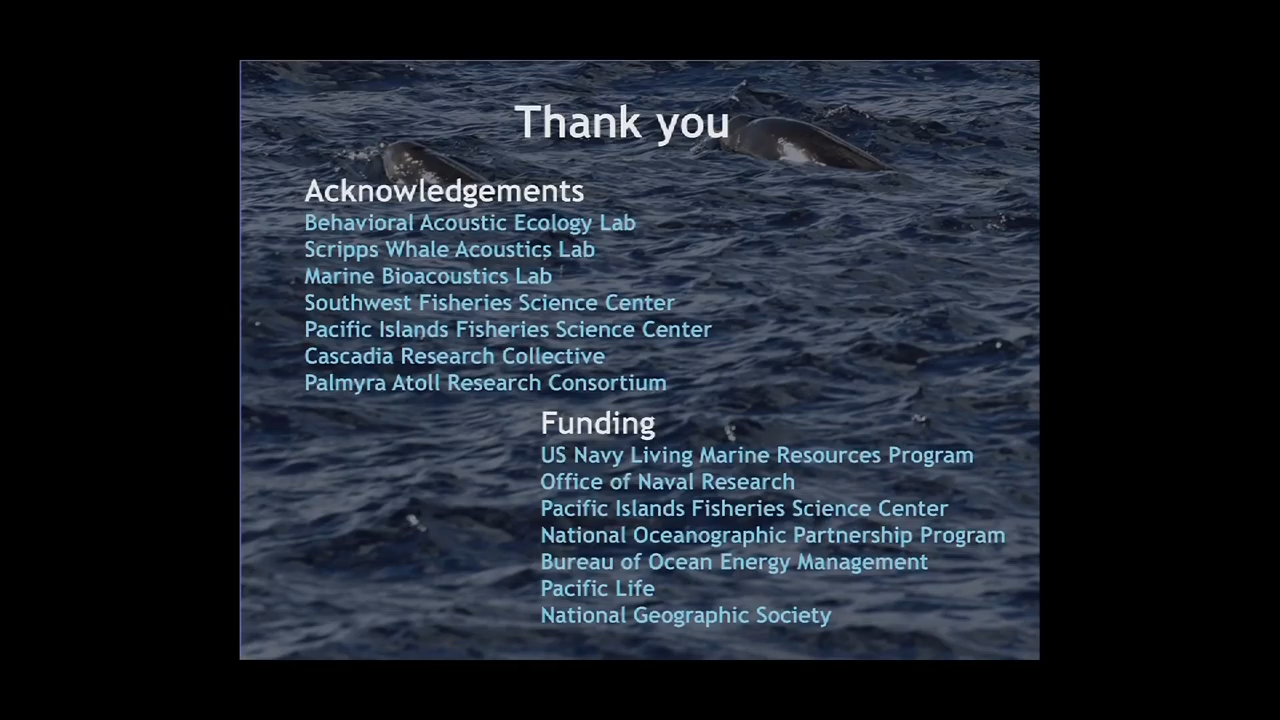 Thank you
Acknowledgements
Behavioral Acoustic Ecology Lab
Scripps Whale Acoustics Lab
Marine Bioacoustics Lab
Southwest Fisheries Science Center
Pacific Islands Fisheries Science Center
Cascadia Research Collective
Palmyra Atoll Research Consortium
Funding
US Navy Living Marine Resources Program
Office of Naval Research
Pacific Islands Fisheries Science Center
National Oceanographic Partnership Program
Bureau of Ocean Energy Management
Pacific Life
National Geographic Society